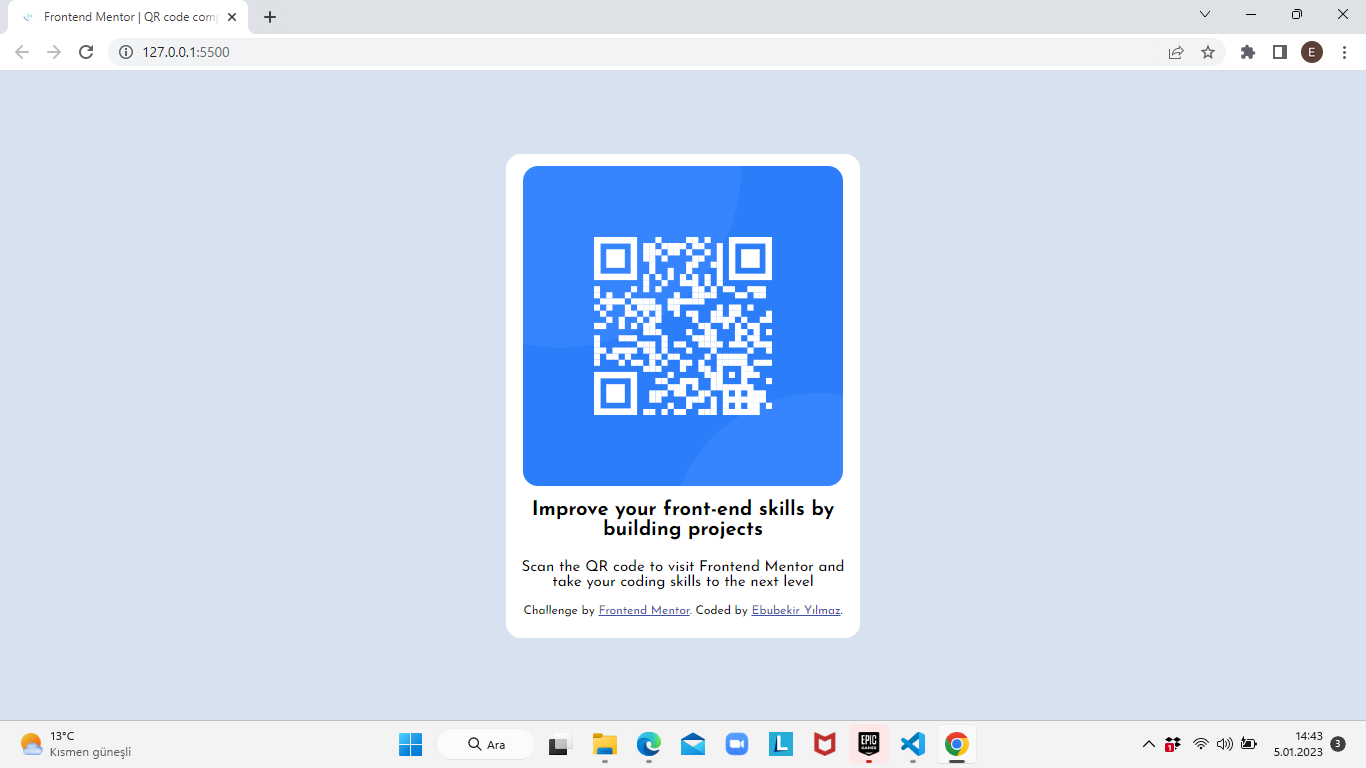 Frontend Mentor | QR code comp
127.0.0.1:5500
E
Improve your front-end skills by
building projects
Scan the QR code to visit Frontend Mentor and
take your coding skills to the next level
Challenge by Frontend Mentor. Coded by Ebubekir Yılmaz.
13°C
Kısmen güneşli
Ara
L
EPIC
GAMES
1
14:43
5.01.2023
3